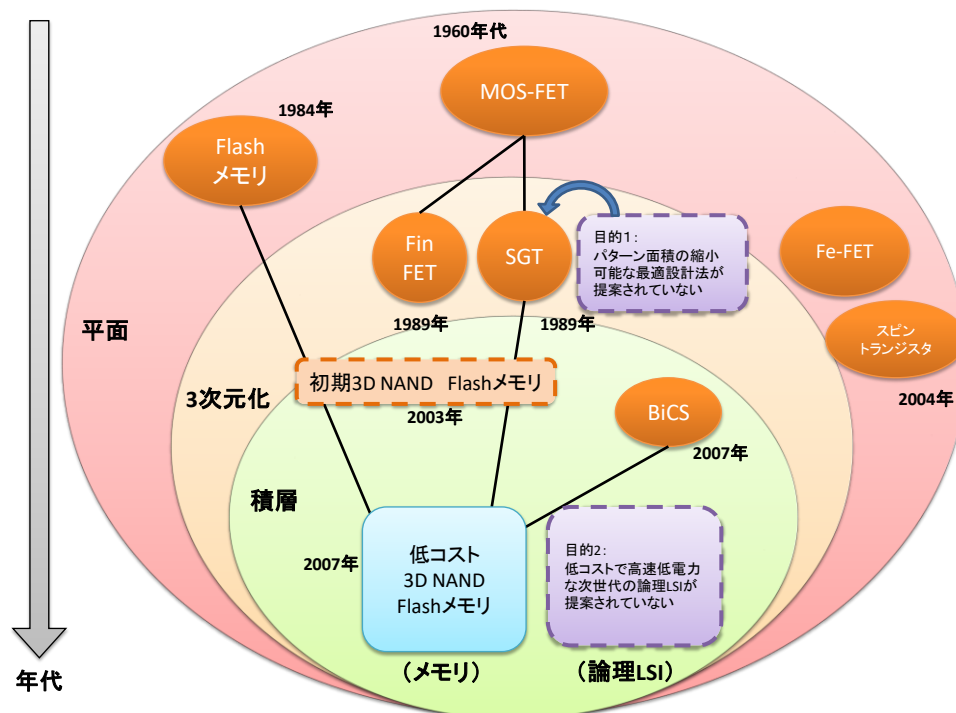 1960年代
MOS-FET
1984年
Flash
メモリ
Fin
FET
SGT
目的1:
パターン面積の縮小
可能な最適設計法が
提案されていない
Fe-FET
1989年
1989年
平面
スピン
トランジスタ
初期3D NAND Flashメモリ
3次元化
2003年
2004年
BiCS
2007年
積層
低コスト
3D NAND
Flashメモリ
2007年
目的2:
低コストで高速低電力
な次世代の論理LSIが
提案されていない
(メモリ)
(論理LSI)
年代